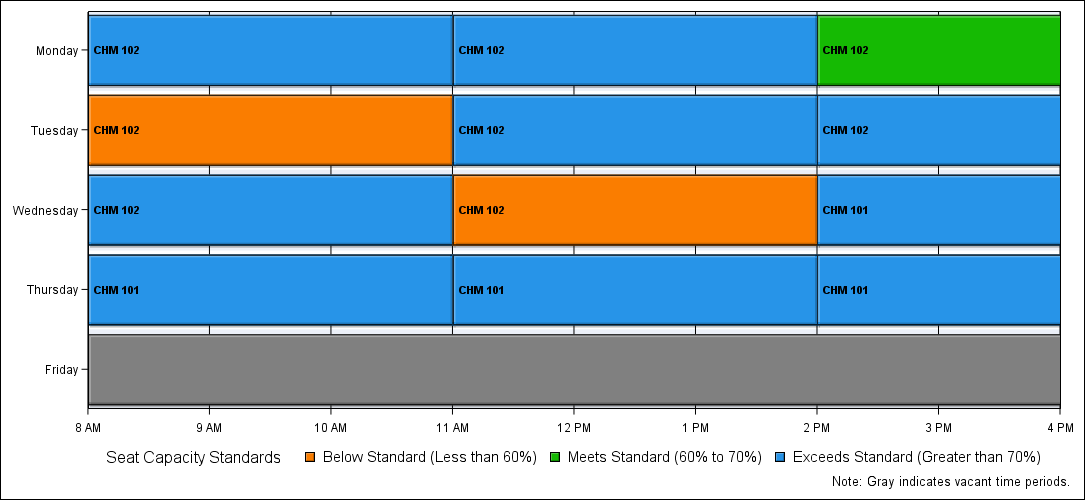 Monday CHM 102 CHM 102 CHM 102
Tuesday CHM 102 CHM 102 CHM 102
Wednesday CHM 102 CHM 102 CHM 101
Thursday CHM 101 CHM 101 CHM 101
Friday
8 AM 9 AM 10 AM 11 AM 12 PM 1 PM 2 PM 3 PM 4 PM
Seat Capacity Standards Below Standard (Less than 60%) Meets Standard (60% to 70%) Exceeds Standard (Greater than 70%)
Note: Gray indicates vacant time periods.